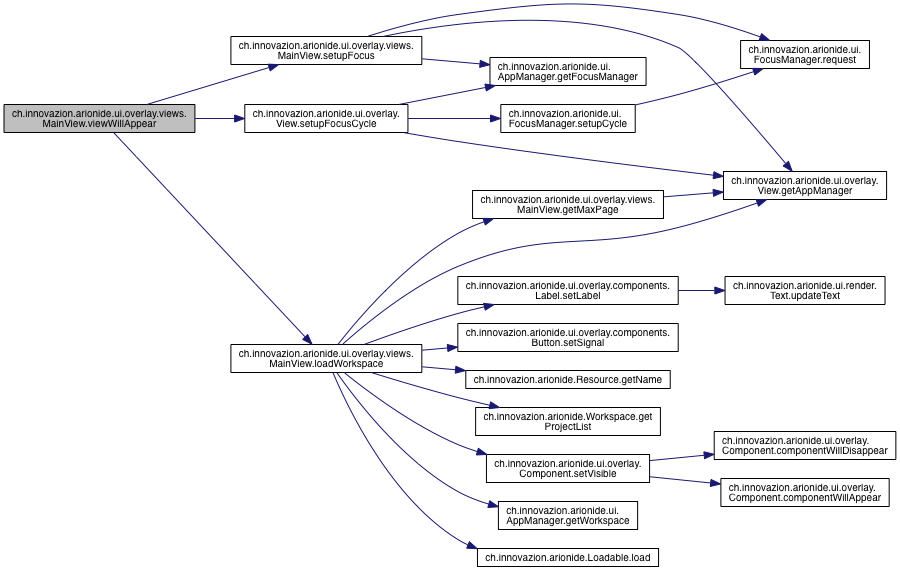 ch.innovazion.arionide.ui.overlay.views.
MainView.viewWillAppear
ch.innovazion.arionide.ui.overlay.views.
MainView.setupFocus
ch.innovazion.arionide.ui.overlay.
View.setupFocusCycle
ch.innovazion.arionide.ui.overlay.views.
MainView.loadWorkspace
ch.innovazion.arionide.ui.
AppManager.getFocusManager
ch.innovazion.arionide.ui.
FocusManager.setupCycle
ch.innovazion.arionide.ui.overlay.views.
MainView.getMaxPage
ch.innovazion.arionide.ui.overlay.components.
Label.setLabel
ch.innovazion.arionide.ui.overlay.components.
Button.setSignal
ch.innovazion.arionide.Resource.getName
ch.innovazion.arionide.Workspace.get
ProjectList
ch.innovazion.arionide.ui.overlay.
Component.setVisible
ch.innovazion.arionide.ui.
AppManager.getWorkspace
ch.innovazion.arionide.Loadable.load
ch.innovazion.arionide.ui.
FocusManager.request
ch.innovazion.arionide.ui.overlay.
View.getAppManager
ch.innovazion.arionide.ui.render.
Text.updateText
ch.innovazion.arionide.ui.overlay.
Component.componentWillDisappear
ch.innovazion.arionide.ui.overlay.
Component.componentWillAppear